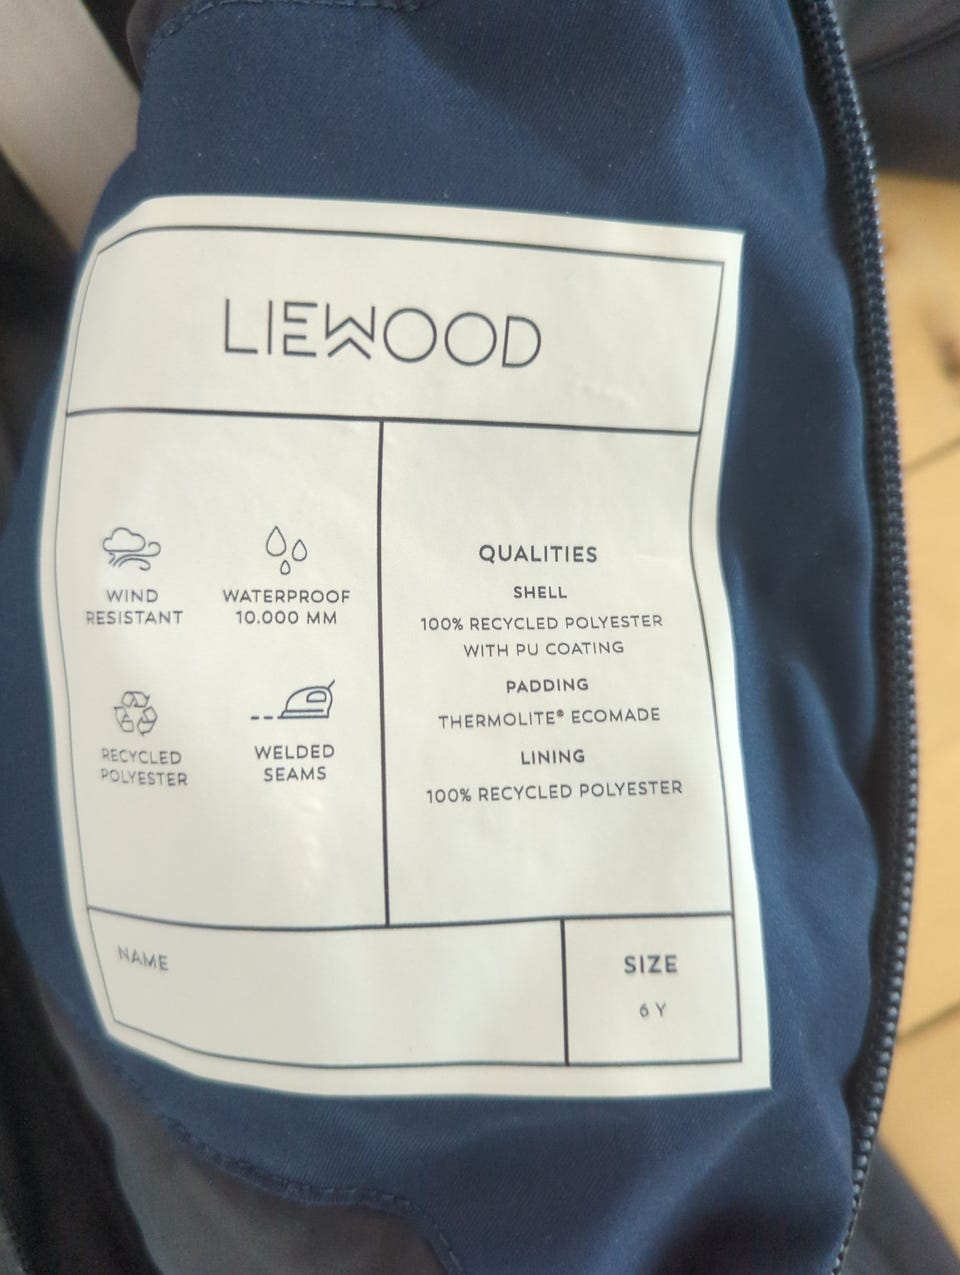 LIEWOOD
WIND
RESISTANT
WATERPROOF
10.000 MM
RECYCLED
POLYESTER
WELDED
SEAMS
QUALITIES
SHELL
100% RECYCLED POLYESTER
WITH PU COATING
PADDING
THERMOLITE® ECOMADE
LINING
100% RECYCLED POLYESTER
NAME
SIZE
6 Y